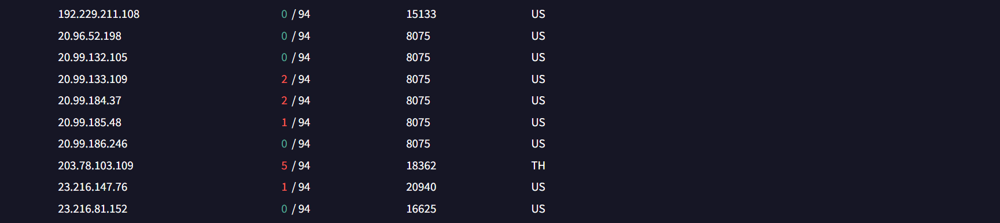 192.229.211.108 0 / 94 15133 US
20.96.52.198 0 / 94 8075 US
20.99.132.105 0 / 94 8075 US
20.99.133.109 2 / 94 8075 US
20.99.184.37 2 / 94 8075 US
20.99.185.48 1 / 94 8075 US
20.99.186.246 0 / 94 8075 US
203.78.103.109 5 / 94 18362 TH
23.216.147.76 1 / 94 20940 US
23.216.81.152 0 / 94 16625 US